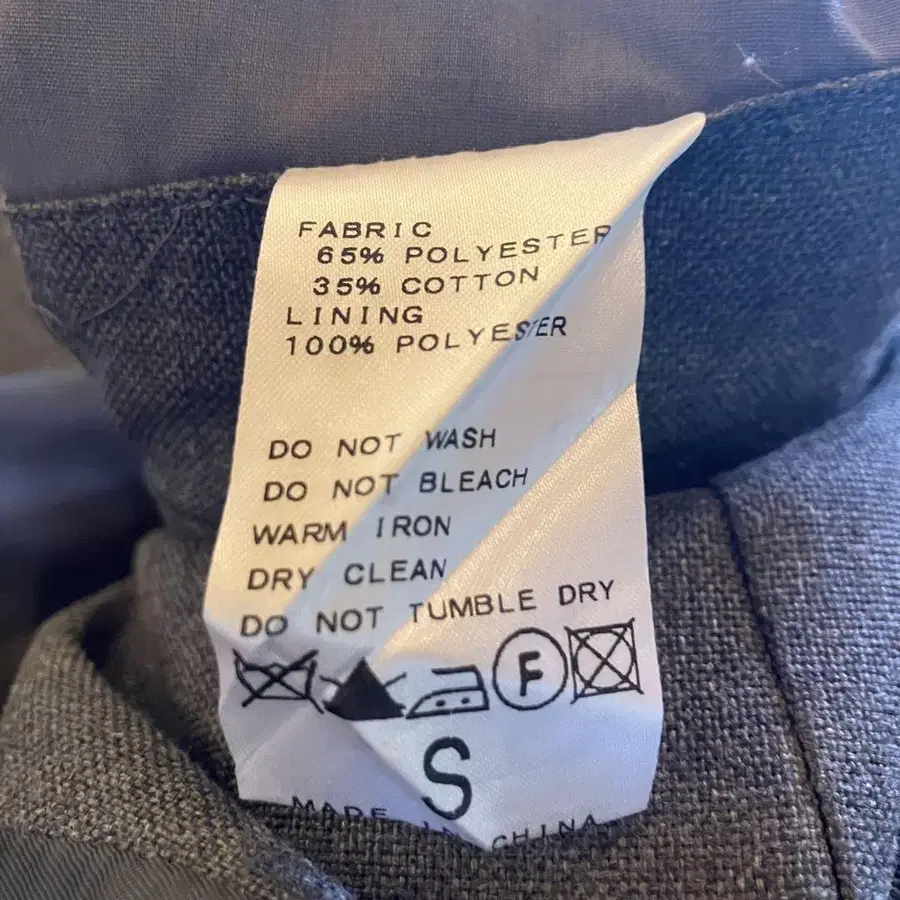 FABRIC
65% POLYESTER
35% COTTON
LINING
100% POLYESTER
DO NOT WASH
DO NOT BLEACH
WARM IRON
DRY CLEAN
DO NOT TUMBLE DRY
F
S
MADE IN CHINA